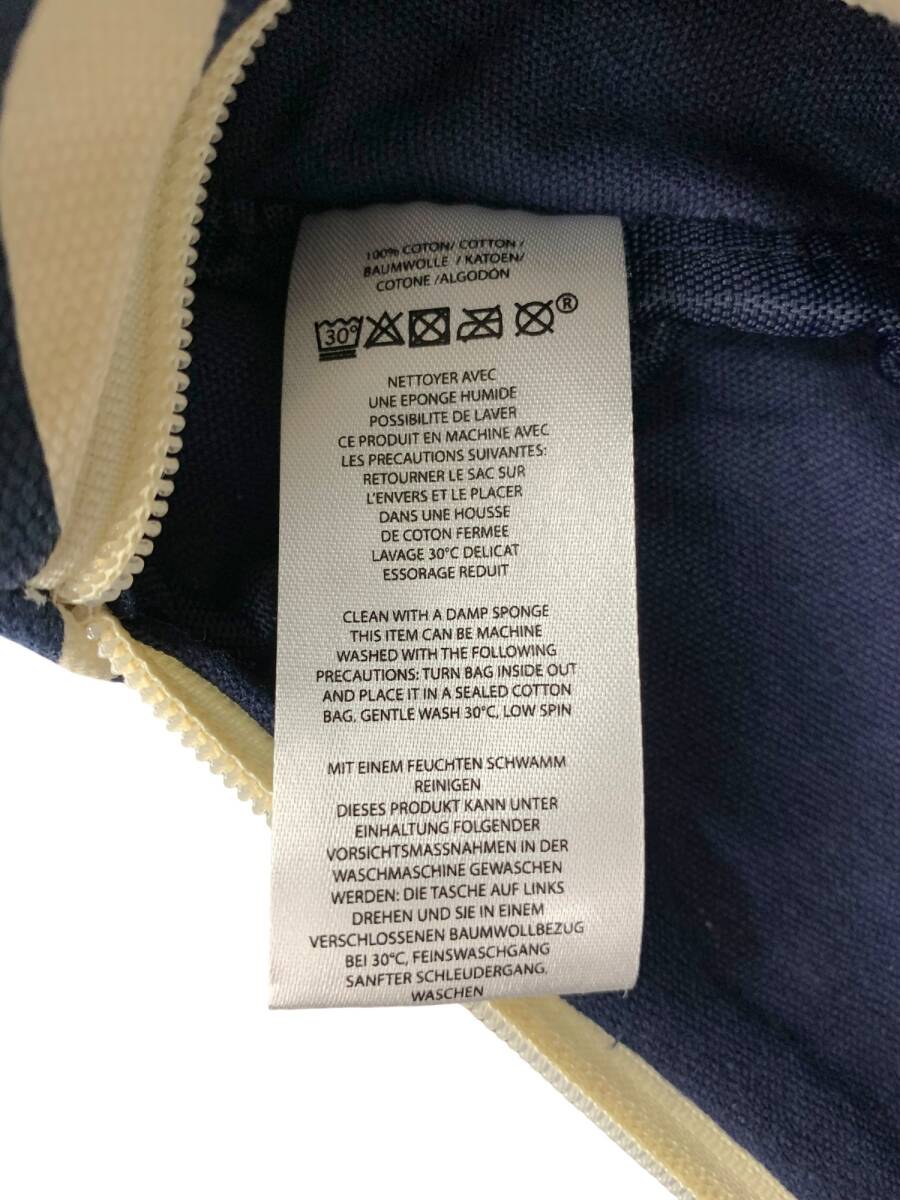 100% COTON/ COTTON /
BAUMWOLLE / KATOEN/
COTONE /ALGODÓN
30° ®
NETTOYER AVEC
UNE EPONGE HUMIDE
POSSIBILITE DE LAVER
CE PRODUIT EN MACHINE AVEC
LES PRECAUTIONS SUIVANTES:
RETOURNER LE SAC SUR
L'ENVERS ET LE PLACER
DANS UNE HOUSSE
DE COTON FERMEE
LAVAGE 30°C DELICAT
ESSORAGE REDUIT
CLEAN WITH A DAMP SPONGE
THIS ITEM CAN BE MACHINE
WASHED WITH THE FOLLOWING
PRECAUTIONS: TURN BAG INSIDE OUT
AND PLACE IT IN A SEALED COTTON
BAG. GENTLE WASH 30°C, LOW SPIN
MIT EINEM FEUCHTEN SCHWAMM
REINIGEN
DIESES PRODUKT KANN UNTER
EINHALTUNG FOLGENDER
VORSICHTSMASSNAHMEN IN DER
WASCHMASCHINE GEWASCHEN
WERDEN: DIE TASCHE AUF LINKS
DREHEN UND SIE IN EINEM
VERSCHLOSSENEN BAUMWOLLBEZUG
BEI 30°C, FEINSWASCHGANG
SANFTER SCHLEUDERGANG.
WASCHEN